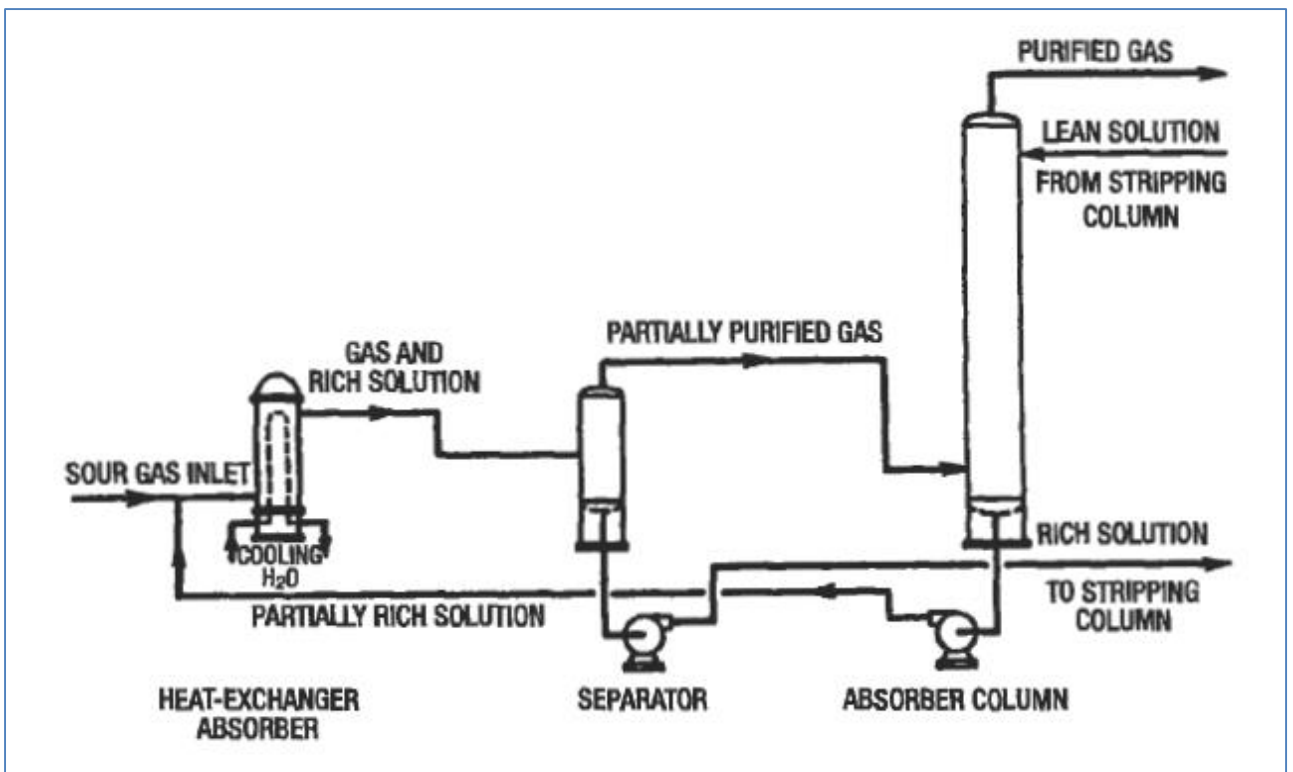 PURIFIED GAS
LEAN SOLUTION
FROM STRIPPING
COLUMN
PARTIALLY PURIFIED GAS
GAS AND
RICH SOLUTION
SOUR GAS INLET
COOLING
H₂O
PARTIALLY RICH SOLUTION
RICH SOLUTION
TO STRIPPING
COLUMN
HEAT-EXCHANGER
ABSORBER
SEPARATOR
ABSORBER COLUMN